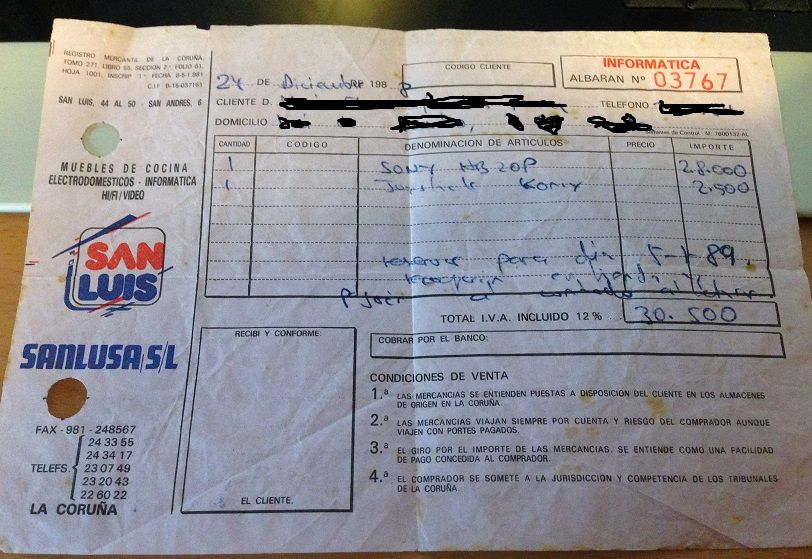 REGISTRO MERCANTIL DE LA CORUÑA,
TOMO 271, LIBRO 55, SECCION 2.ª FOLIO 61,
HOJA 1001, INSCRIP 1.ª FECHA 8-5-1.981
C.I.F B-15-037161
SAN LUIS, 44 AL 50 - SAN ANDRES, 6
MUEBLES DE COCINA
ELECTRODOMESTICOS - INFORMATICA
HI/FI/VIDEO
SAN
LUIS
SANLUSA/S/L
FAX - 981 - 248567
TELEFS.
24 33 55
24 34 17
23 07 49
23 20 43
22 60 22
LA CORUÑA
24 DE Diciembre DE 198 8
CODIGO CLIENTE
INFORMATICA
ALBARAN Nº 03767
CLIENTE D.
TELEFONO
DOMICILIO
CANTIDAD CODIGO DENOMINACION DE ARTICULOS PRECIO IMPORTE
1 SONY HB 20P 28.000
1 2.500
reservar para dia 5-1-89.
TOTAL I.V.A. INCLUIDO 12% . 30.500
RECIBI Y CONFORME:
EL CLIENTE.
COBRAR POR EL BANCO:
CONDICIONES DE VENTA
1.ª LAS MERCANCIAS SE ENTIENDEN PUESTAS A DISPOSICIÓN DEL CLIENTE EN LOS ALMACENES
DE ORIGEN EN LA CORUÑA.
2.ª LAS MERCANCIAS VIAJAN SIEMPRE POR CUENTA Y RIESGO DEL COMPRADOR AUNQUE
VIAJEN CON PORTES PAGADOS.
3.ª EL GIRO POR EL IMPORTE DE LAS MERCANCIAS, SE ENTIENDE COMO UNA FACILIDAD
DE PAGO CONCEDIDA AL COMPRADOR.
4.ª EL COMPRADOR SE SOMETE A LA JURISDICCION Y COMPETENCIA DE LOS TRIBUNALES
DE LA CORUÑA.